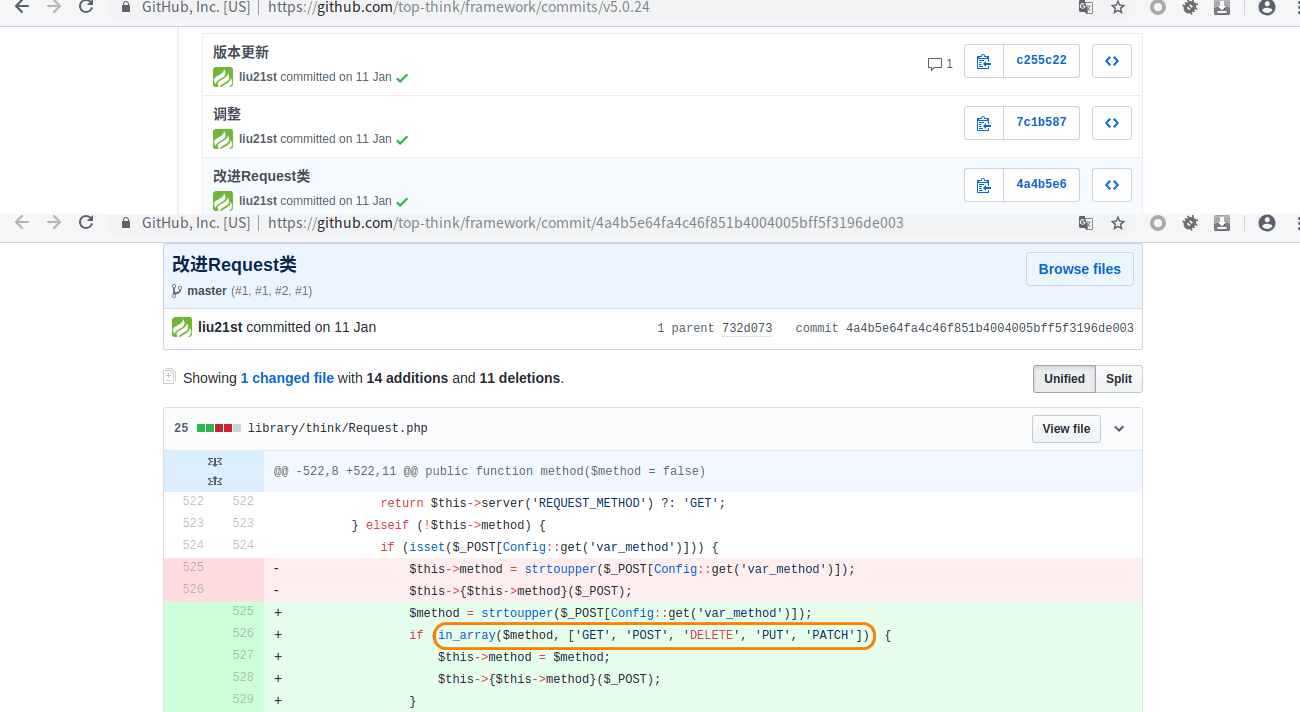 GitHub, Inc. [US] | https://github.com/top-think/framework/commits/v5.0.24
版本更新
liu21st committed on 11 Jan
1
c255c22
调整
liu21st committed on 11 Jan
7c1b587
改进Request类
liu21st committed on 11 Jan
4a4b5e6
GitHub, Inc. [US] | https://github.com/top-think/framework/commit/4a4b5e64fa4c46f851b4004005bff5f3196de003
改进Request类
Browse files
master (#1, #1, #2, #1)
liu21st committed on 11 Jan 1 parent 732d073 commit 4a4b5e64fa4c46f851b4004005bff5f3196de003
Showing 1 changed file with 14 additions and 11 deletions. Unified Split
25 library/think/Request.php View file
@@ -522,8 +522,11 @@ public function method($method = false)
522 522 return $this->server('REQUEST_METHOD') ?: 'GET';
523 523 } elseif (!$this->method) {
524 524 if (isset($_POST[Config::get('var_method')])) {
525 - $this->method = strtoupper($_POST[Config::get('var_method')]);
526 - $this->{$this->method}($_POST);
525 + $method = strtoupper($_POST[Config::get('var_method')]);
526 + if (in_array($method, ['GET', 'POST', 'DELETE', 'PUT', 'PATCH'])) {
527 + $this->method = $method;
528 + $this->{$this->method}($_POST);
529 + }